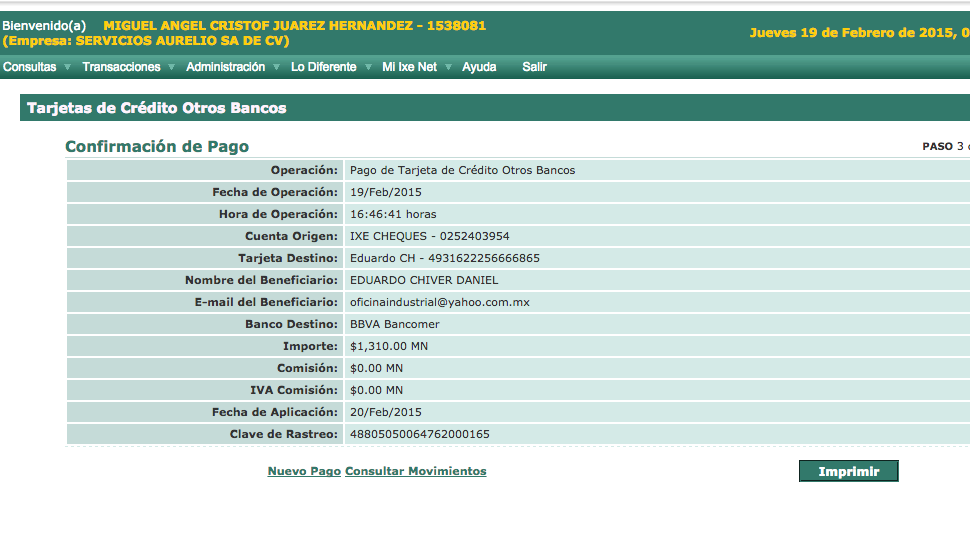 Bienvenido(a) MIGUEL ANGEL CRISTOF JUAREZ HERNANDEZ - 1538081
(Empresa: SERVICIOS AURELIO SA DE CV)
Jueves 19 de Febrero de 2015, 0
Consultas Transacciones Administración Lo Diferente Mi Ixe Net Ayuda Salir
Tarjetas de Crédito Otros Bancos
Confirmación de Pago PASO 3
Operación: Pago de Tarjeta de Crédito Otros Bancos
Fecha de Operación: 19/Feb/2015
Hora de Operación: 16:46:41 horas
Cuenta Origen: IXE CHEQUES - 0252403954
Tarjeta Destino: Eduardo CH - 4931622256666865
Nombre del Beneficiario: EDUARDO CHIVER DANIEL
E-mail del Beneficiario: oficinaindustrial@yahoo.com.mx
Banco Destino: BBVA Bancomer
Importe: $1,310.00 MN
Comisión: $0.00 MN
IVA Comisión: $0.00 MN
Fecha de Aplicación: 20/Feb/2015
Clave de Rastreo: 48805050064762000165
Nuevo Pago Consultar Movimientos Imprimir